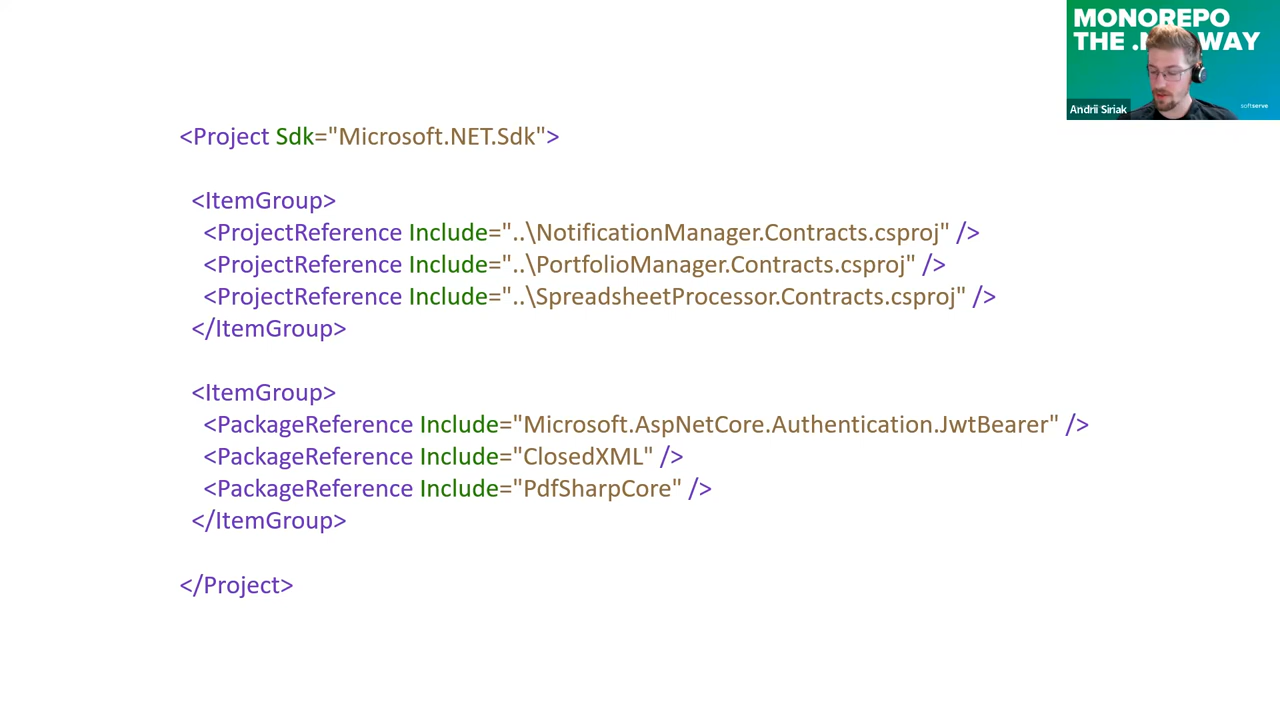 MONOREPO
THE .N WAY
Andrii Siriak
softserve
<Project Sdk="Microsoft.NET.Sdk">
<ItemGroup>
<ProjectReference Include="..\NotificationManager.Contracts.csproj" />
<ProjectReference Include="..\PortfolioManager.Contracts.csproj" />
<ProjectReference Include="..\SpreadsheetProcessor.Contracts.csproj" />
</ItemGroup>
<ItemGroup>
<PackageReference Include="Microsoft.AspNetCore.Authentication.JwtBearer" />
<PackageReference Include="ClosedXML" />
<PackageReference Include="PdfSharpCore" />
</ItemGroup>
</Project>